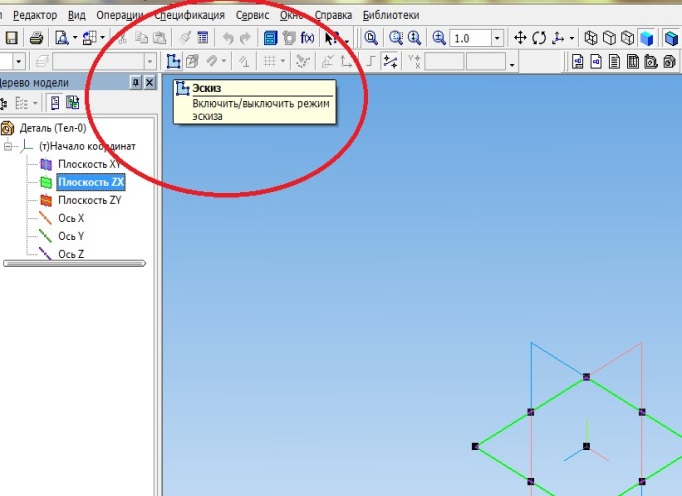 Редактор Вид Операции Спецификация Сервис Окно Справка Библиотеки
f(x) 1.0
Дерево модели
Эскиз
Включить/выключить режим
эскиза
Деталь (Тел-0)
(т)Начало координат
Плоскость XY
Плоскость ZX
Плоскость ZY
Ось X
Ось Y
Ось Z